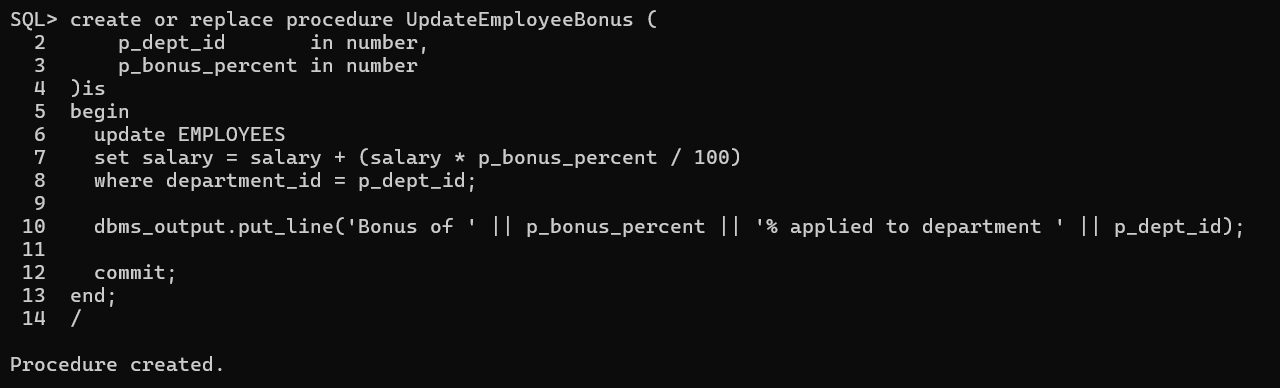 SQL> create or replace procedure UpdateEmployeeBonus (
  2      p_dept_id       in number,
  3      p_bonus_percent in number
  4  )is
  5  begin
  6    update EMPLOYEES
  7    set salary = salary + (salary * p_bonus_percent / 100)
  8    where department_id = p_dept_id;
  9
 10    dbms_output.put_line('Bonus of ' || p_bonus_percent || '% applied to department ' || p_dept_id);
 11
 12    commit;
 13  end;
 14  /
Procedure created.